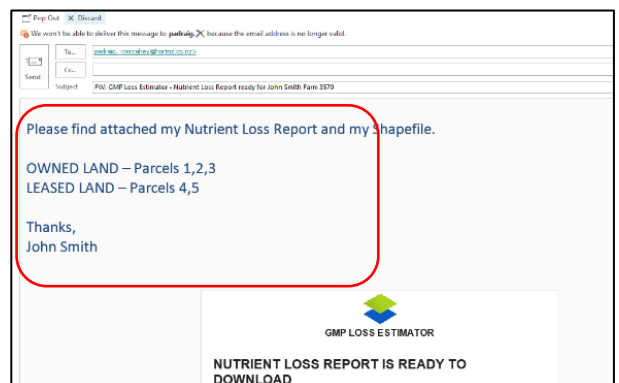 Pop Out X Discard
We won't be able to deliver this message to padraig. because the email address is no longer valid.
To...
Cc...
Send
Subject FW: GMP Loss Estimator - Nutrient Loss Report ready for John Smith Farm 3570
Please find attached my Nutrient Loss Report and my Shapefile.
OWNED LAND – Parcels 1,2,3
LEASED LAND – Parcels 4,5
Thanks,
John Smith
GMP LOSS ESTIMATOR
NUTRIENT LOSS REPORT IS READY TO
DOWNLOAD